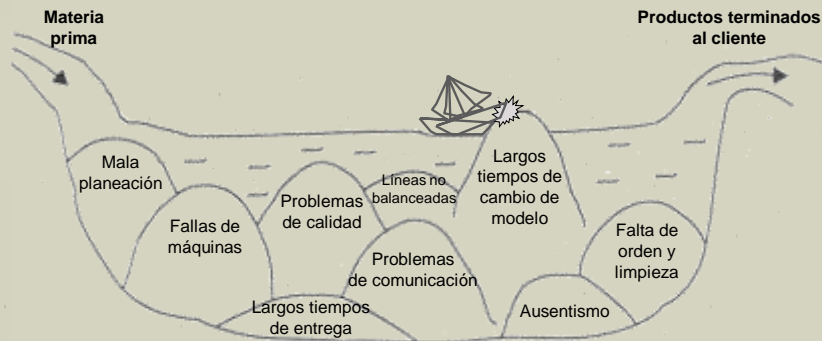 Materia
prima
Productos terminados
al cliente
Mala
planeación
Fallas de
máquinas
Problemas
de calidad
Líneas no
balanceadas
Largos
tiempos de
cambio de
modelo
Problemas
de comunicación
Falta de
orden y
limpieza
Largos tiempos
de entrega
Ausentismo